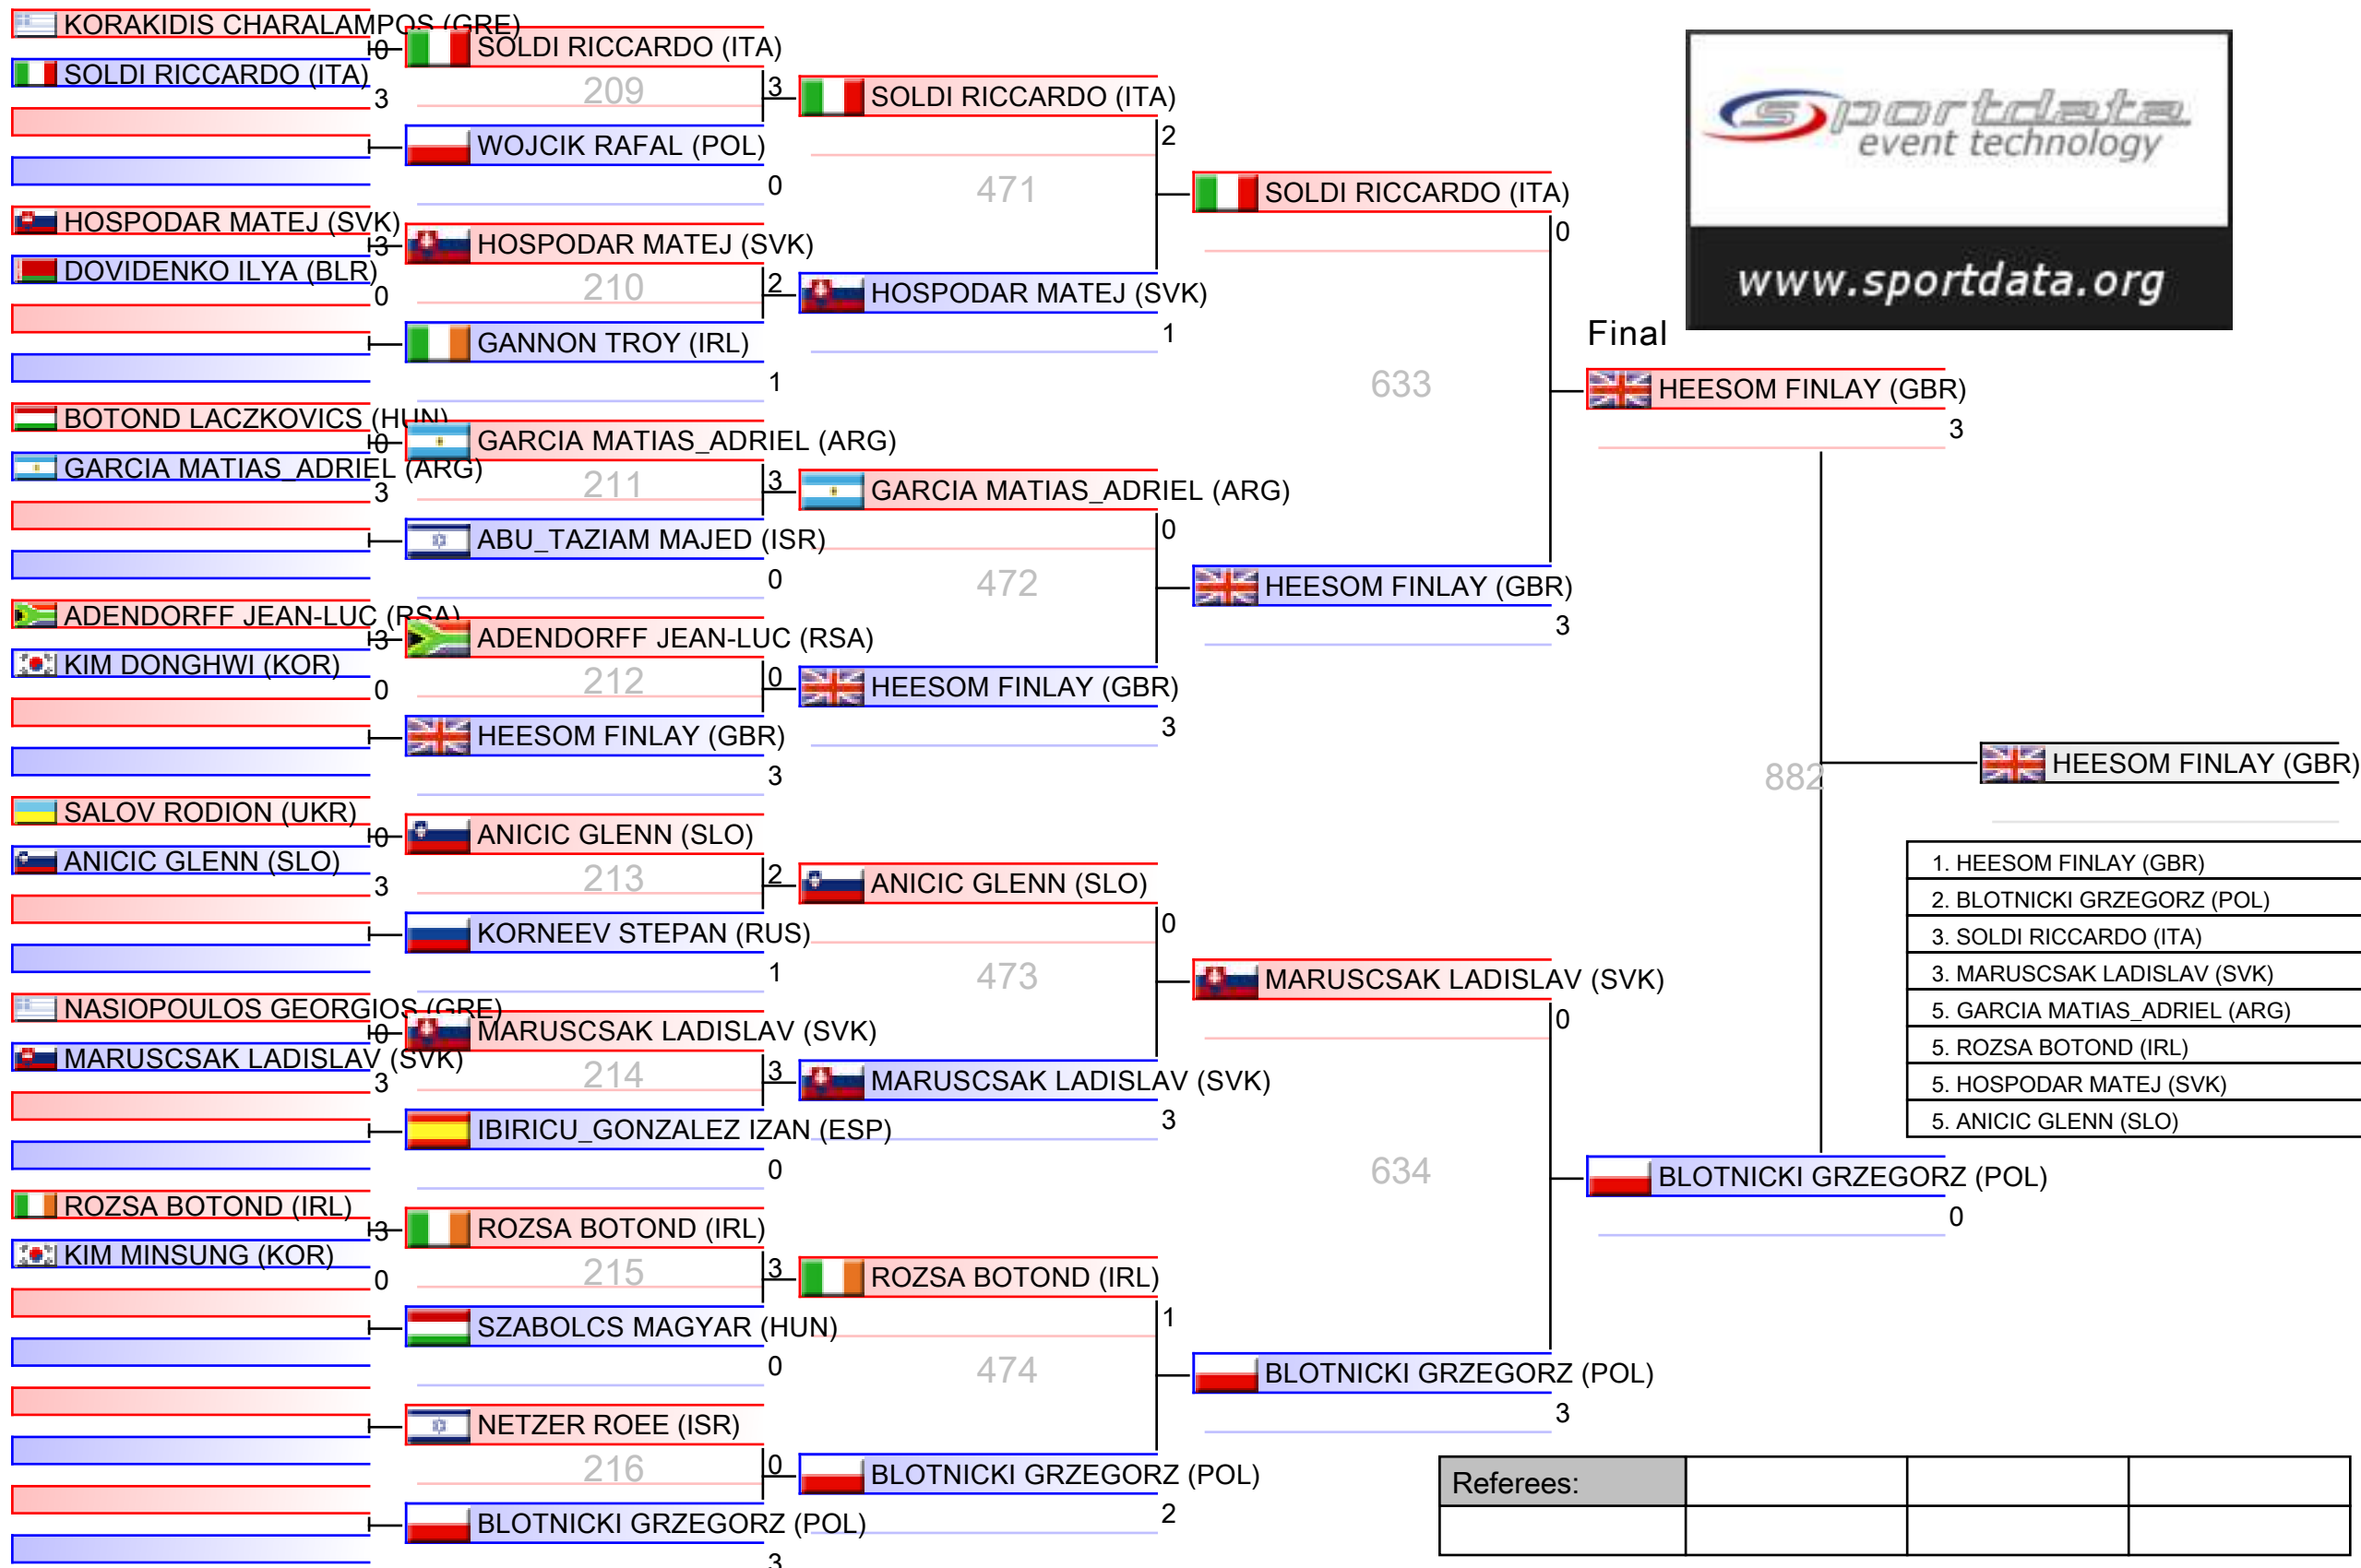 KORAKIDIS CHARALAMPOS (GRE)
0
SOLDI RICCARDO (ITA)
3
HOSPODAR MATEJ (SVK)
3
DOVIDENKO ILYA (BLR)
0
BOTOND LACZKOVICS (HUN)
0
GARCIA MATIAS_ADRIEL (ARG)
3
ADENDORFF JEAN-LUC (RSA)
3
KIM DONGHWI (KOR)
0
SALOV RODION (UKR)
0
ANICIC GLENN (SLO)
3
NASIOPOULOS GEORGIOS (GRE)
0
MARUSCSAK LADISLAV (SVK)
3
ROZSA BOTOND (IRL)
3
KIM MINSUNG (KOR)
0
SOLDI RICCARDO (ITA)
3
209
WOJCIK RAFAL (POL)
0
HOSPODAR MATEJ (SVK)
2
210
GANNON TROY (IRL)
1
GARCIA MATIAS_ADRIEL (ARG)
3
211
ABU_TAZIAM MAJED (ISR)
0
ADENDORFF JEAN-LUC (RSA)
0
212
HEESOM FINLAY (GBR)
3
ANICIC GLENN (SLO)
2
213
KORNEEV STEPAN (RUS)
1
MARUSCSAK LADISLAV (SVK)
3
214
IBIRICU_GONZALEZ IZAN (ESP)
0
ROZSA BOTOND (IRL)
3
215
SZABOLCS MAGYAR (HUN)
0
NETZER ROEE (ISR)
0
216
BLOTNICKI GRZEGORZ (POL)
3
SOLDI RICCARDO (ITA)
2
471
HOSPODAR MATEJ (SVK)
1
GARCIA MATIAS_ADRIEL (ARG)
0
472
HEESOM FINLAY (GBR)
3
ANICIC GLENN (SLO)
0
473
MARUSCSAK LADISLAV (SVK)
3
ROZSA BOTOND (IRL)
1
474
BLOTNICKI GRZEGORZ (POL)
2
SOLDI RICCARDO (ITA)
0
633
HEESOM FINLAY (GBR)
3
MARUSCSAK LADISLAV (SVK)
0
634
BLOTNICKI GRZEGORZ (POL)
3
sportdata
event technology
www.sportdata.org
Final
HEESOM FINLAY (GBR)
3
882
BLOTNICKI GRZEGORZ (POL)
0
HEESOM FINLAY (GBR)
1. HEESOM FINLAY (GBR)
2. BLOTNICKI GRZEGORZ (POL)
3. SOLDI RICCARDO (ITA)
3. MARUSCSAK LADISLAV (SVK)
5. GARCIA MATIAS_ADRIEL (ARG)
5. ROZSA BOTOND (IRL)
5. HOSPODAR MATEJ (SVK)
5. ANICIC GLENN (SLO)
Referees: